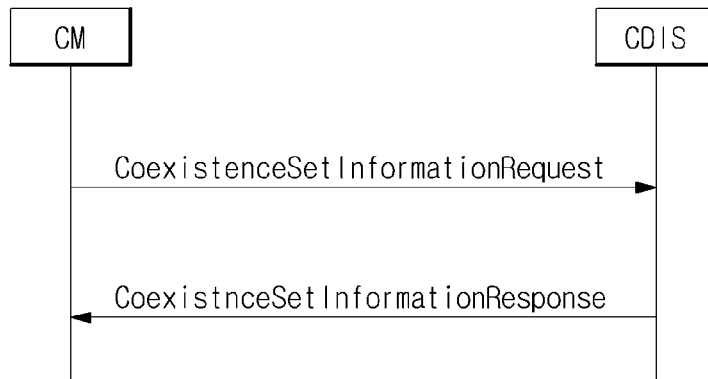 CM
CDIS
CoexistenceSetInformationRequest
CoexistnceSetInformationResponse